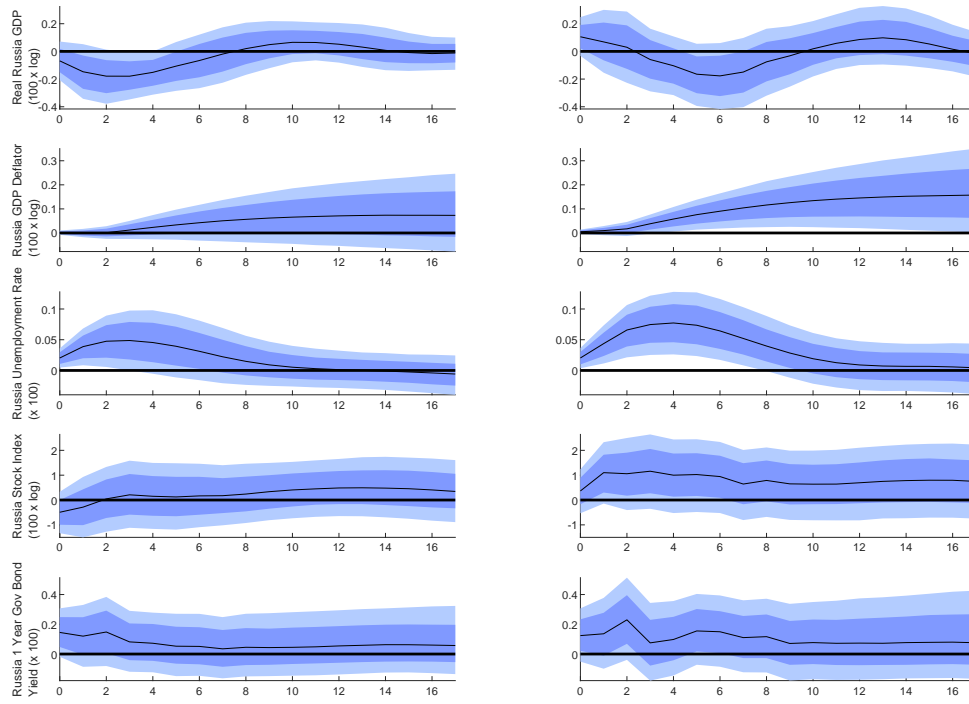 Real Russia GDP
(100 x log)
0.2
0
-0.2
-0.4
0 2 4 6 8 10 12 14 16
0.2
0
-0.2
-0.4
0 2 4 6 8 10 12 14 16
Russia GDP Deflator
(100 x log)
0.3
0.2
0.1
0
0 2 4 6 8 10 12 14 16
0.3
0.2
0.1
0
0 2 4 6 8 10 12 14 16
Russia Unemployment Rate
(x 100)
0.1
0.05
0
0 2 4 6 8 10 12 14 16
0.1
0.05
0
0 2 4 6 8 10 12 14 16
Russia Stock Index
(100 x log)
2
1
0
-1
0 2 4 6 8 10 12 14 16
2
1
0
-1
0 2 4 6 8 10 12 14 16
Russia 1 Year Gov Bond
Yield (x 100)
0.4
0.2
0
0 2 4 6 8 10 12 14 16
0.4
0.2
0
0 2 4 6 8 10 12 14 16